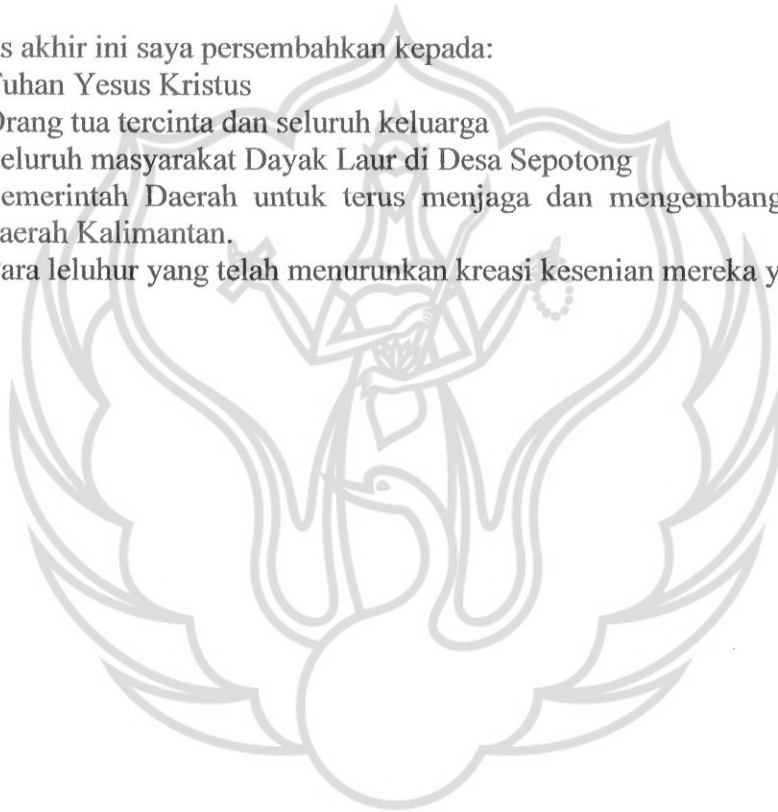 s akhir ini saya persembahkan kepada:
Tuhan Yesus Kristus
Orang tua tercinta dan seluruh keluarga
eluruh masyarakat Dayak Laur di Desa Sepotong
emerintah Daerah untuk terus menjaga dan mengembang
aerah Kalimantan.
Para leluhur yang telah menurunkan kreasi kesenian mereka y